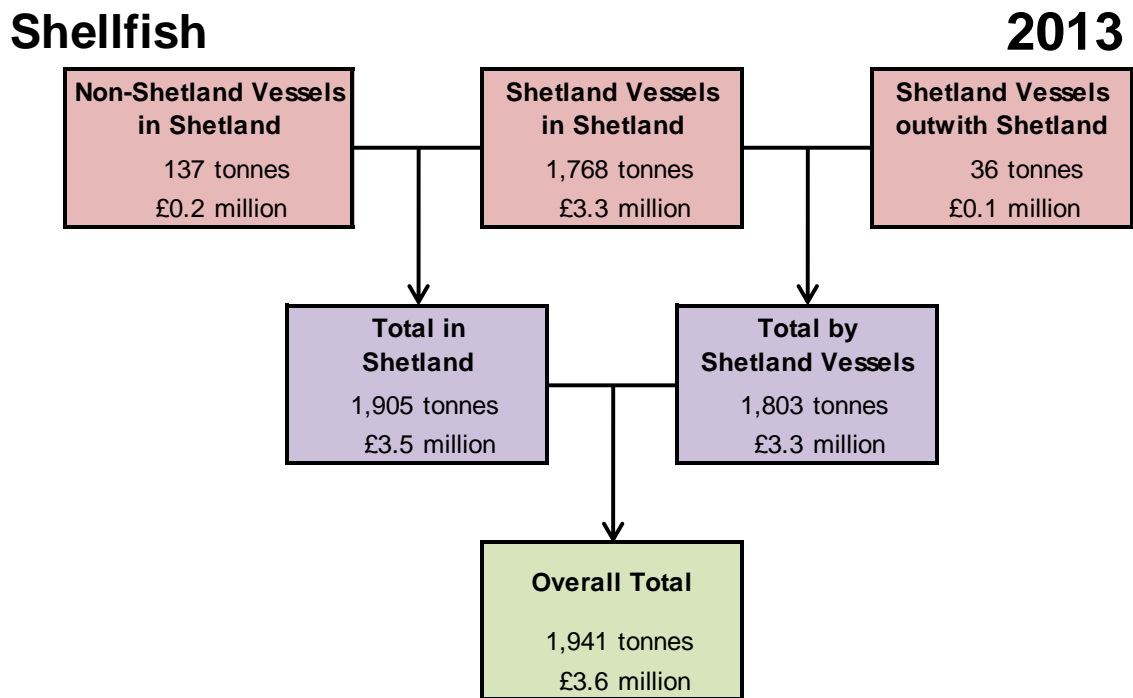 Shellfish
2013
Non-Shetland Vessels
in Shetland
137 tonnes
£0.2 million
Shetland Vessels
in Shetland
1,768 tonnes
£3.3 million
Shetland Vessels
outwith Shetland
36 tonnes
£0.1 million
Total in
Shetland
1,905 tonnes
£3.5 million
Total by
Shetland Vessels
1,803 tonnes
£3.3 million
Overall Total
1,941 tonnes
£3.6 million